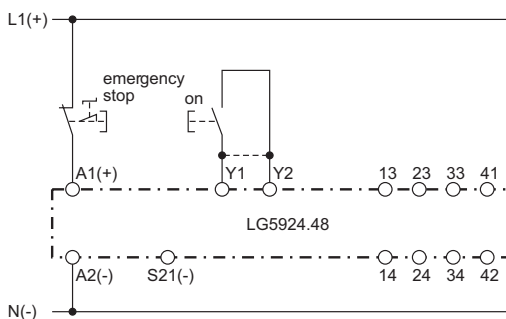 L1(+)
emergency
stop
on
A1(+)
Y1
Y2
13
23
33
41
LG5924.48
A2(-)
S21(-)
14
24
34
42
N(-)